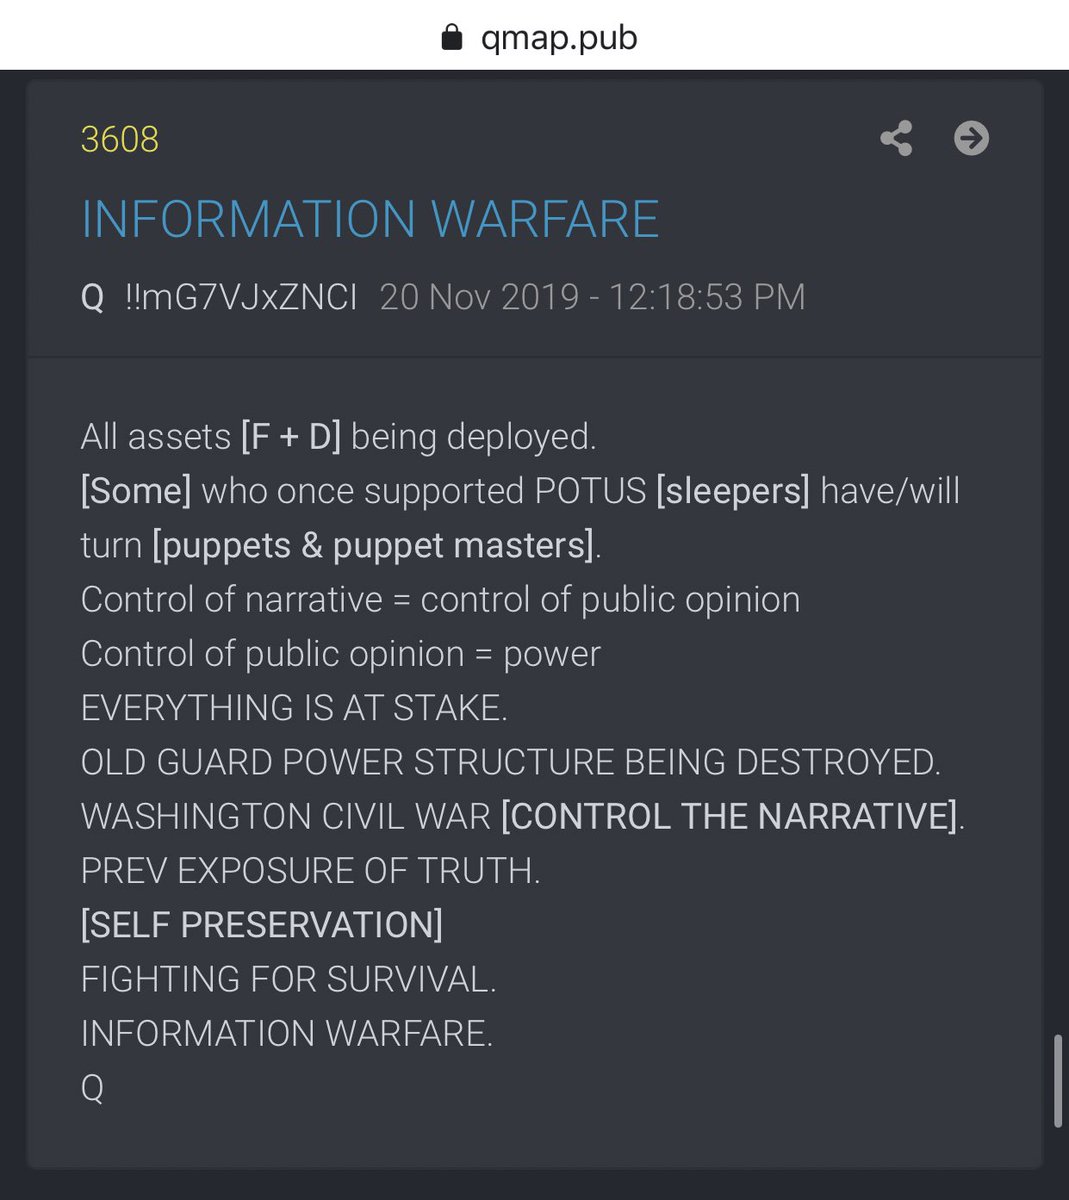 qmap.pub
3608
INFORMATION WARFARE
Q !!mG7VJxZNCI 20 Nov 2019 - 12:18:53 PM
All assets [F + D] being deployed.
[Some] who once supported POTUS [sleepers] have/will
turn [puppets & puppet masters].
Control of narrative = control of public opinion
Control of public opinion = power
EVERYTHING IS AT STAKE.
OLD GUARD POWER STRUCTURE BEING DESTROYED.
WASHINGTON CIVIL WAR [CONTROL THE NARRATIVE].
PREV EXPOSURE OF TRUTH.
[SELF PRESERVATION]
FIGHTING FOR SURVIVAL.
INFORMATION WARFARE.
Q